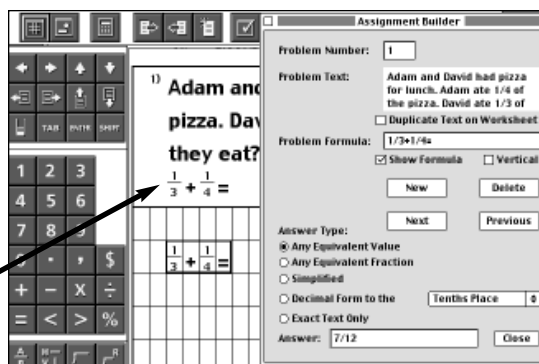 TAB ENTER SHIFT
1 2 3
4 5 6
7 8 9
. , $
+ − X ÷
= < > %
1) Adam and
pizza. Dav
they eat?
1/3 + 1/4 =
1/3 + 1/4 =
Assignment Builder
Problem Number: 1
Problem Text: Adam and David had pizza
for lunch. Adam ate 1/4 of
the pizza. David ate 1/3 of
Duplicate Text on Worksheet
Problem Formula: 1/3+1/4=
Show Formula Vertical
New Delete
Next Previous
Answer Type:
Any Equivalent Value
Any Equivalent Fraction
Simplified
Decimal Form to the Tenths Place
Exact Text Only
Answer: 7/12 Close